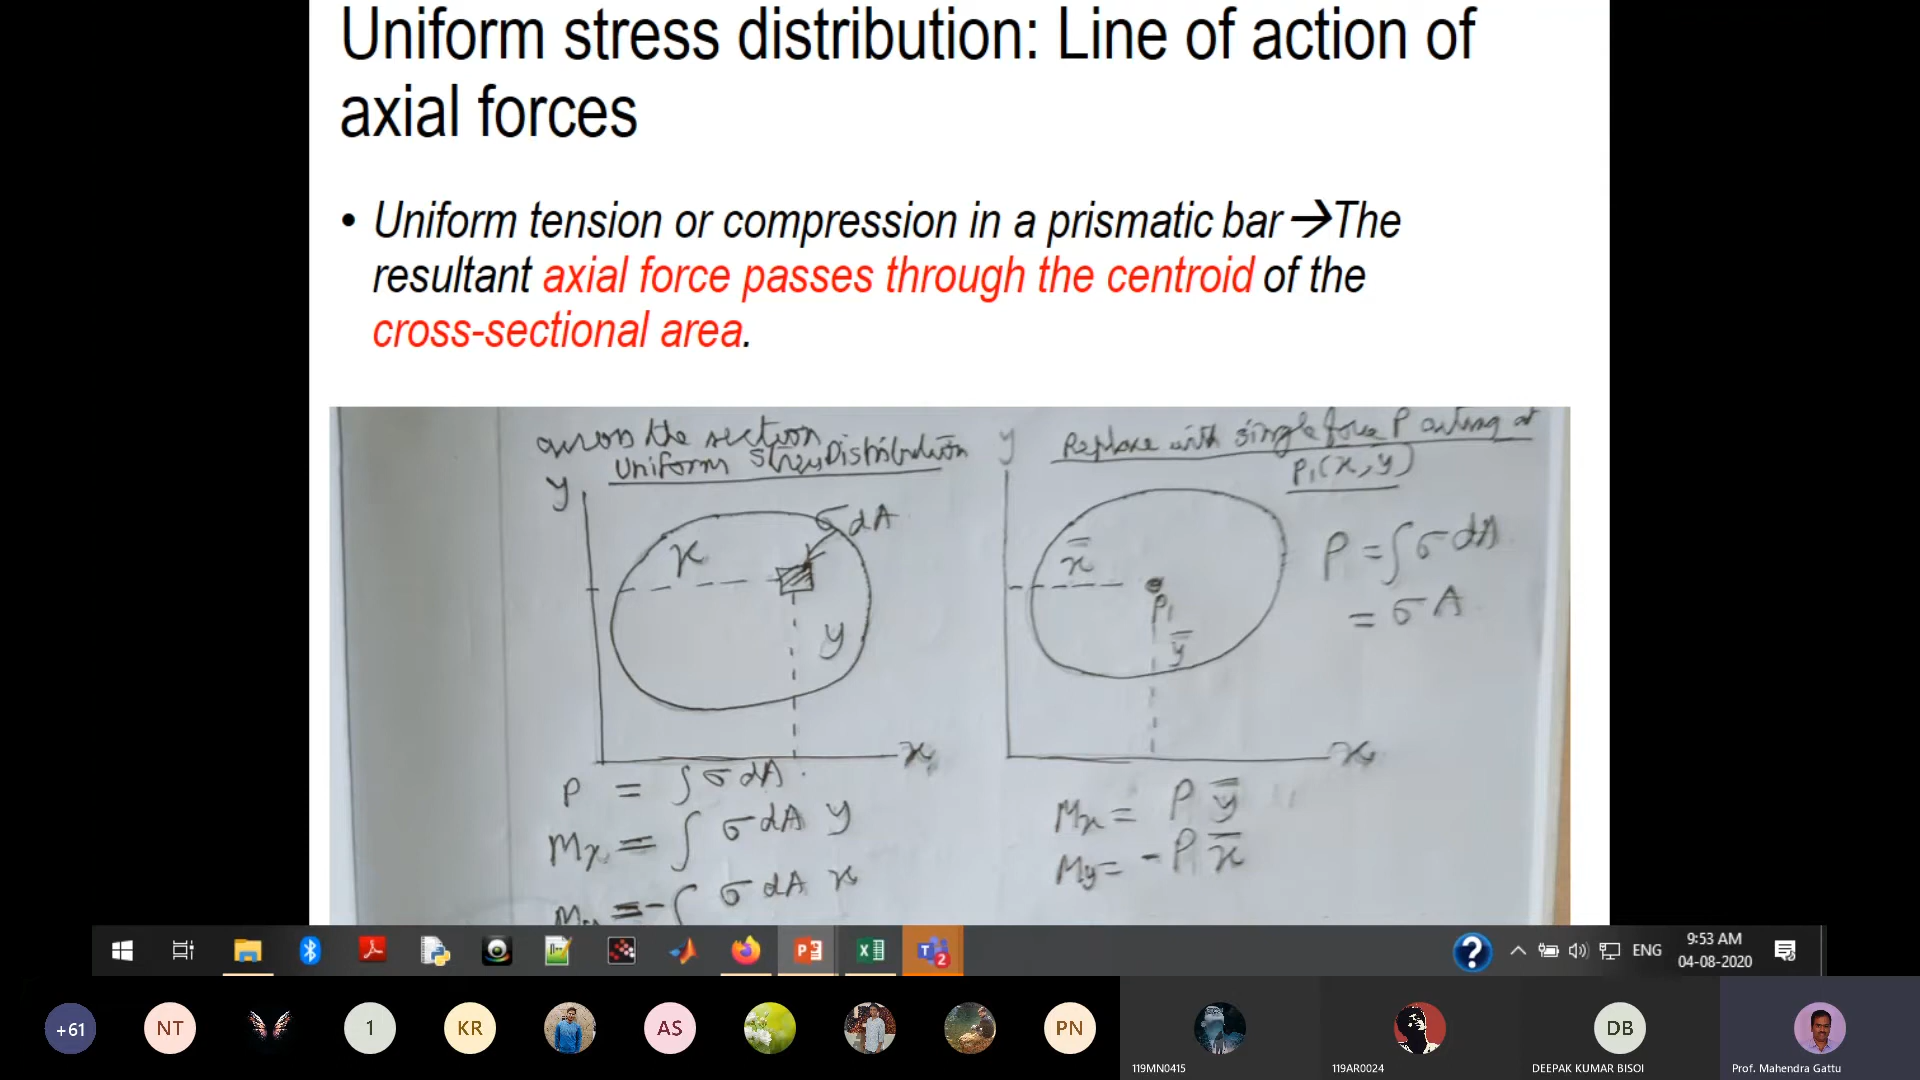 Uniform stress distribution: Line of action of
axial forces
• Uniform tension or compression in a prismatic bar→The
resultant axial force passes through the centroid of the
cross-sectional area.
across the section
Uniform Stress Distribution
y
σ dA
x
y
x
P = ∫ σ dA
Mx = ∫ σ dA y
= - ∫ σ dA x
y
Replace with single force P acting at
P₁(x, y)
x̄
P₁
ȳ
x
P = ∫ σ dA
= σ A
Mx = P ȳ
My = - P x̄
2
ENG
9:53 AM
04-08-2020
+61
NT
1
KR
AS
PN
119MN0415
119AR0024
DB
DEEPAK KUMAR BISOI
Prof. Mahendra Gattu